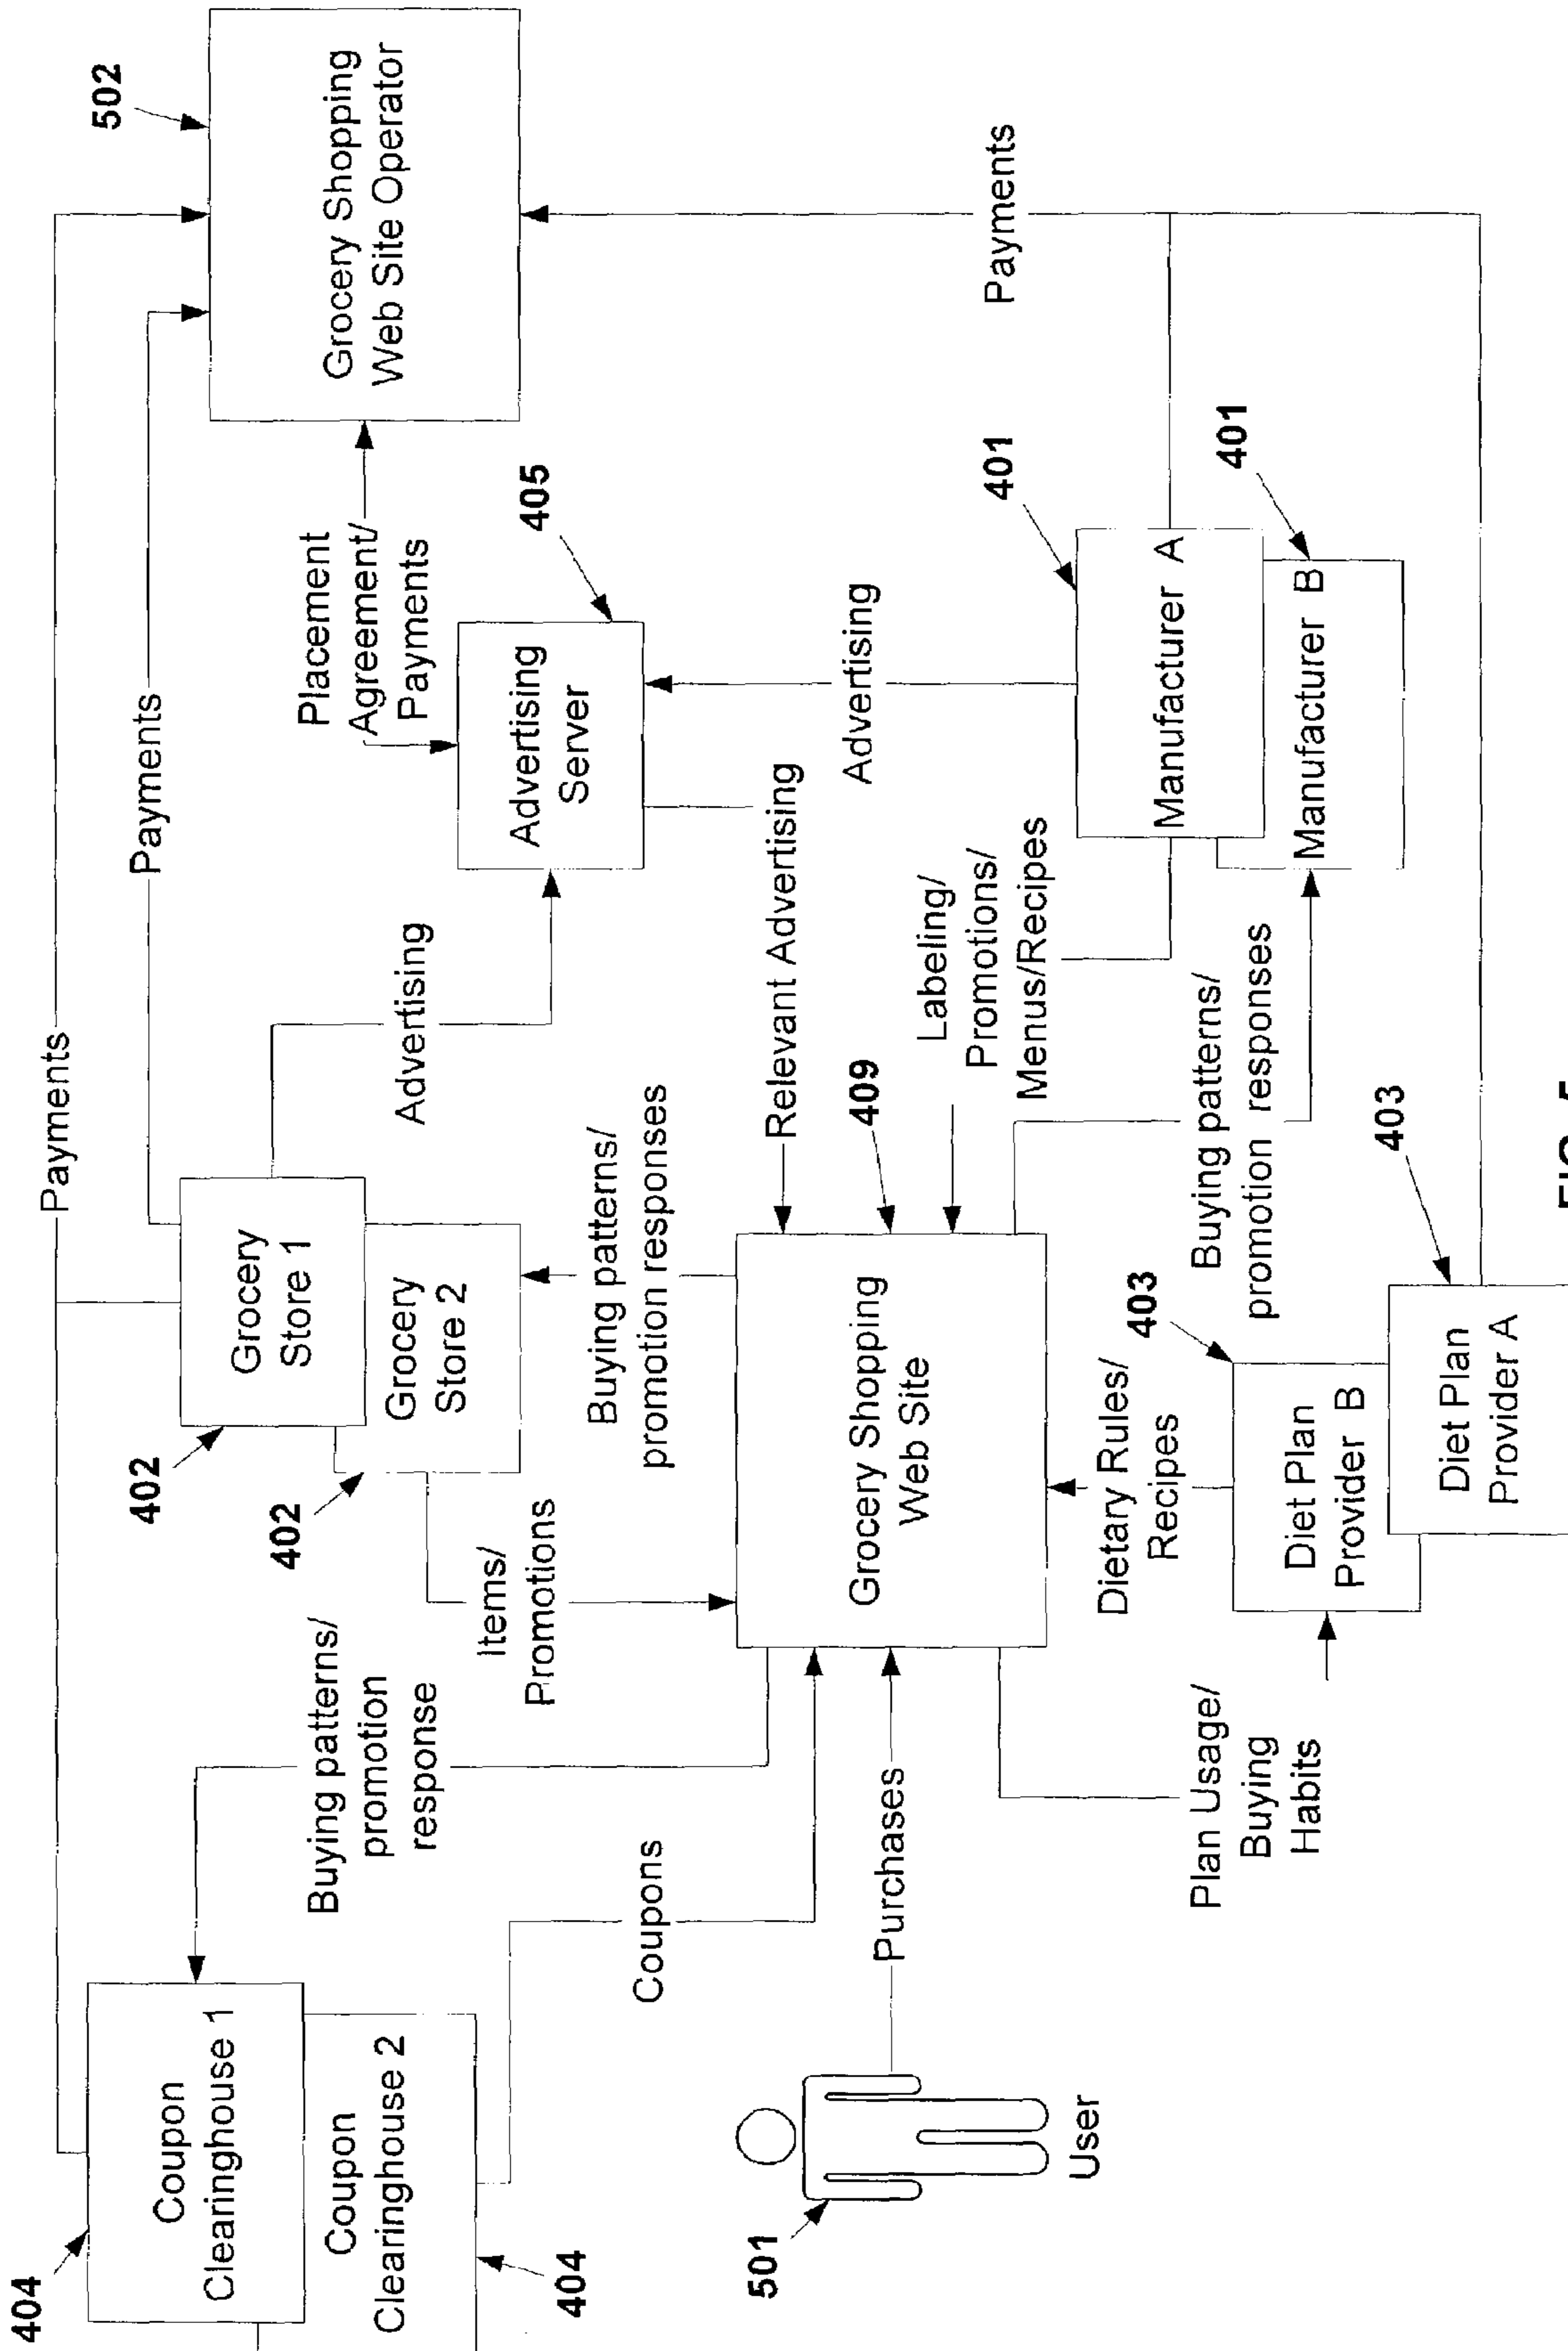 404
Coupon
Clearinghouse 1
Coupon
Clearinghouse 2
404
Payments
Payments
502
Grocery Shopping
Web Site Operator
Buying patterns/
promotion
response
Coupons
402
Grocery
Store 1
402
Grocery
Store 2
Items/
Promotions
Buying patterns/
promotion responses
Advertising
Placement
Agreement/
Payments
405
Advertising
Server
Relevant Advertising
Advertising
Payments
501
User
Purchases
Grocery Shopping
Web Site
409
Labeling/
Promotions/
Menus/Recipes
401
Manufacturer A
401
Manufacturer B
Buying patterns/
promotion responses
Plan Usage/
Buying
Habits
Dietary Rules/
Recipes
403
Diet Plan
Provider B
403
Diet Plan
Provider A